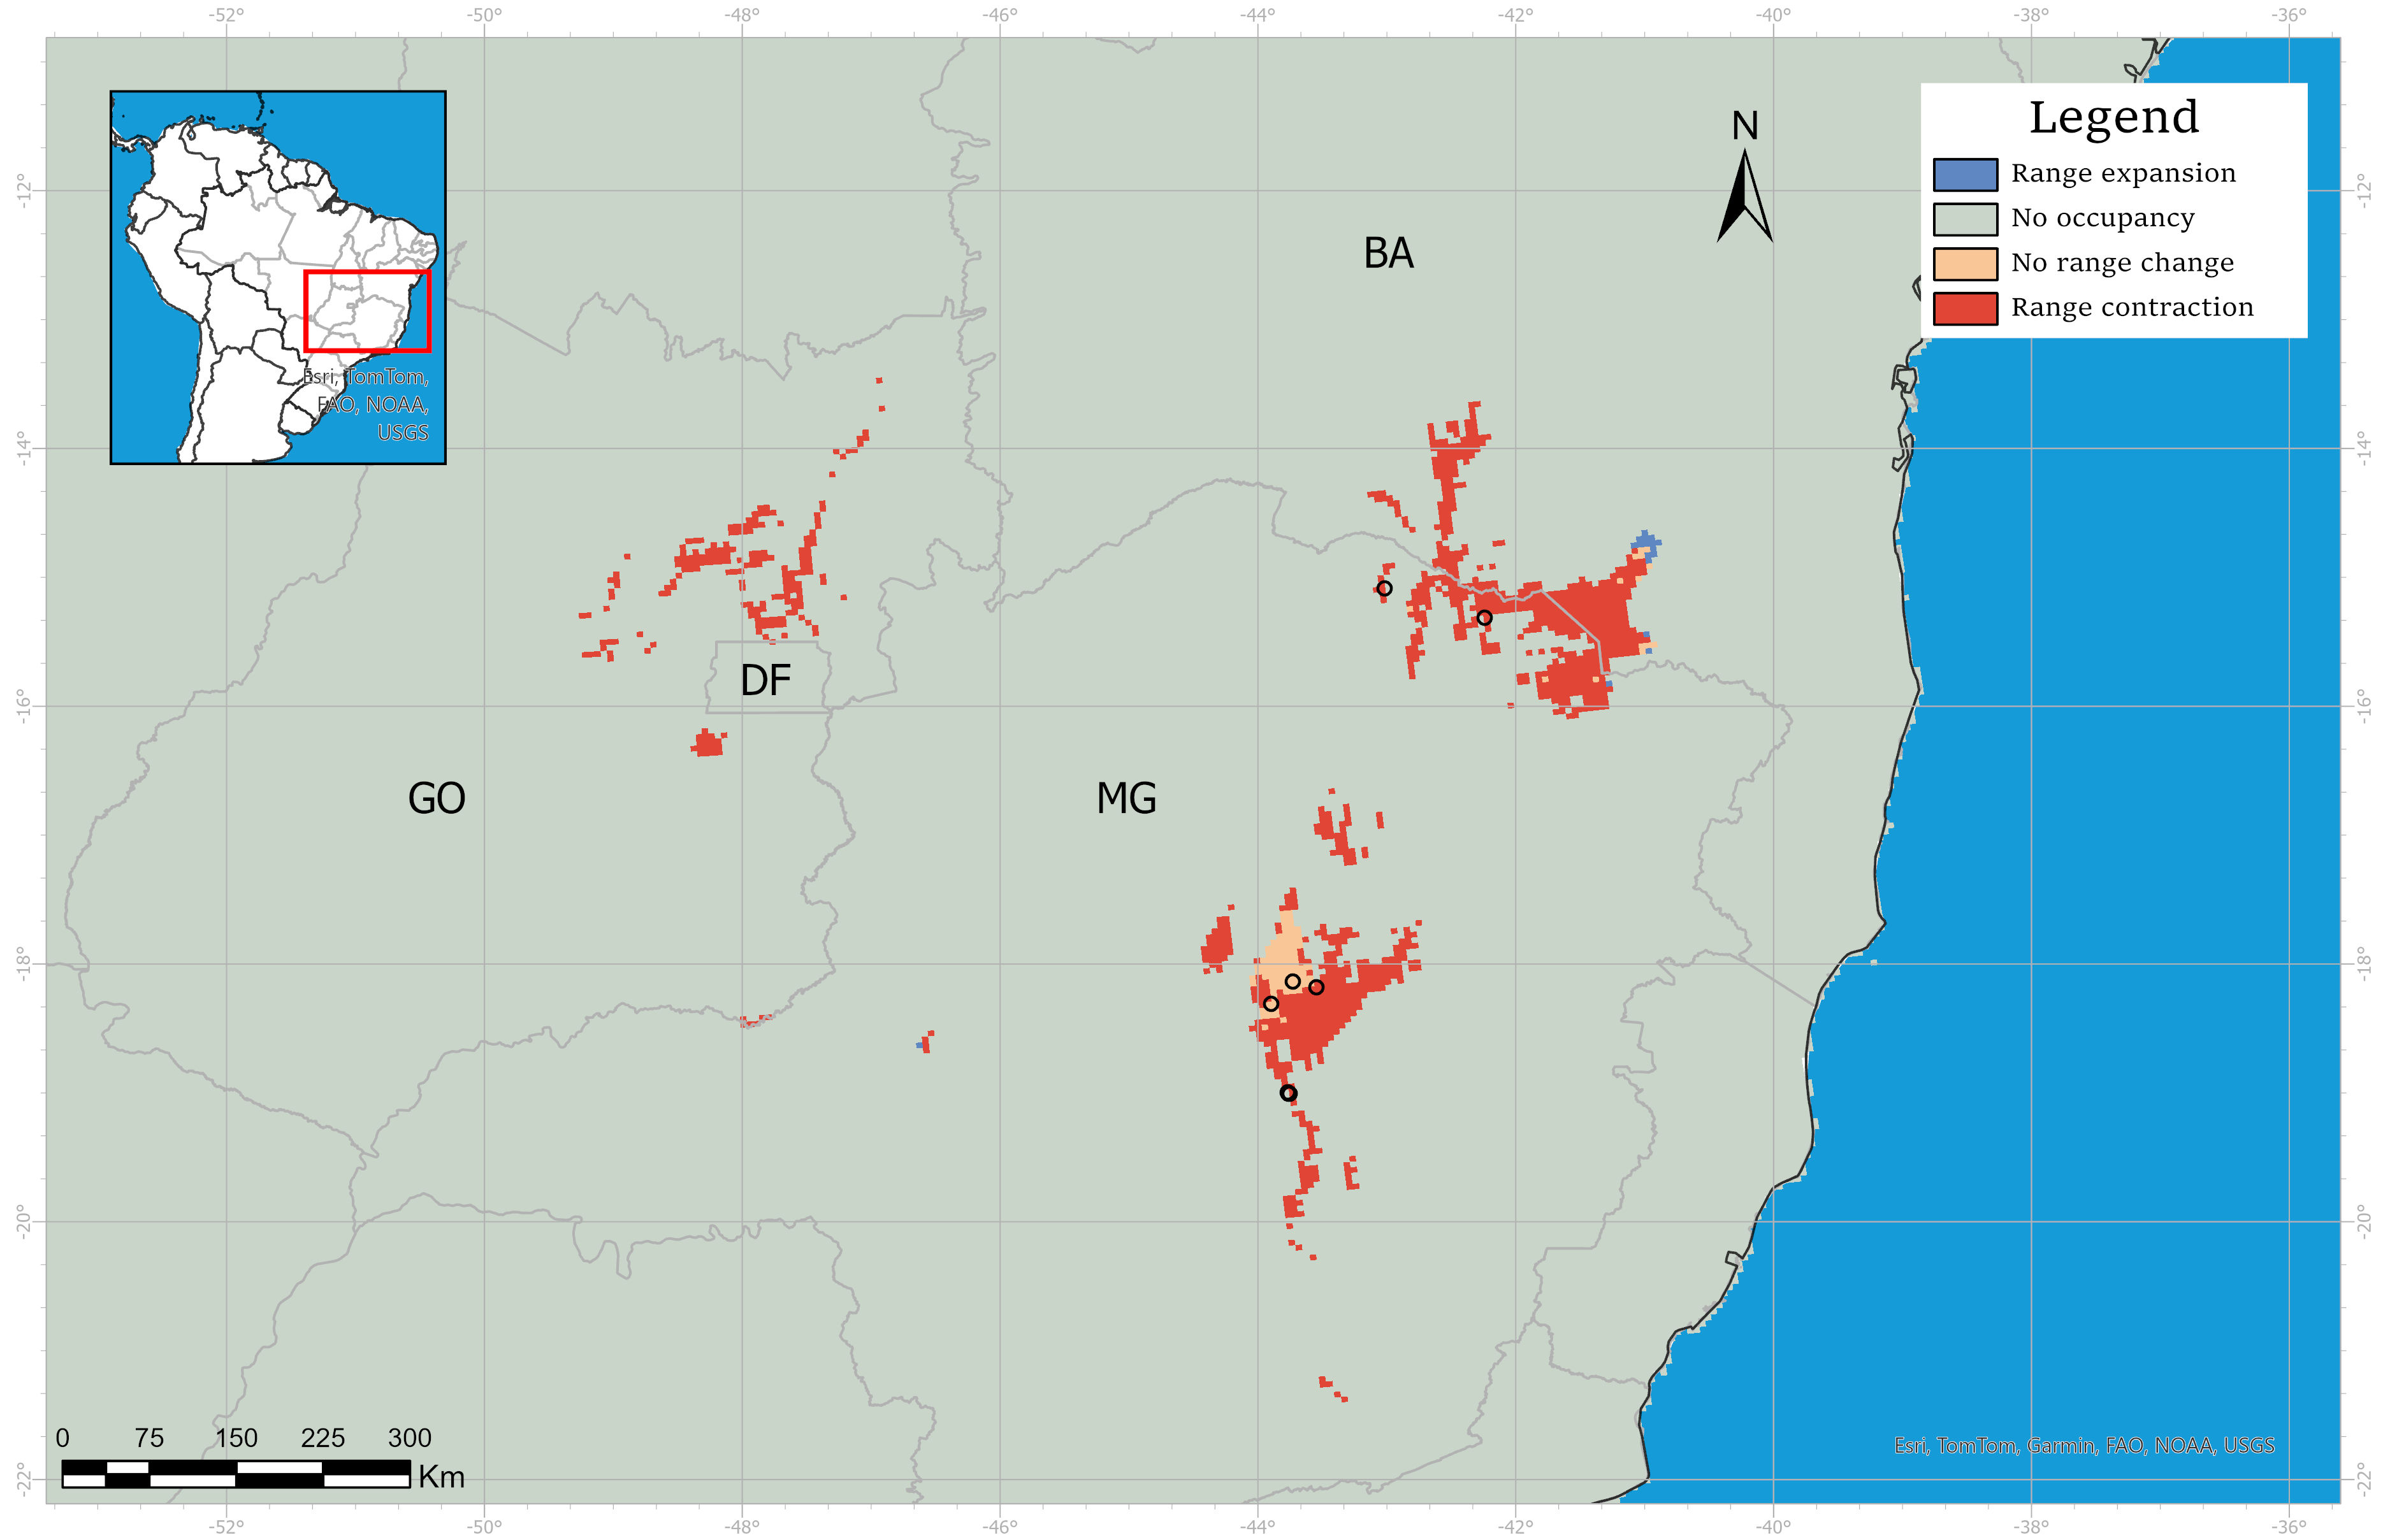 -52° -50° -48° -46° -44° -42° -40° -38° -36°
Legend
Range expansion
No occupancy
No range change
Range contraction
N
BA
-12° -12°
Esri, TomTom,
FAO, NOAA,
USGS
-14° -14°
DF
-16° -16°
GO
MG
-18° -18°
-20° -20°
0 75 150 225 300
Km
Esri, TomTom, Garmin, FAO, NOAA, USGS
-22° -22°
-52° -50° -48° -46° -44° -42° -40° -38° -36°